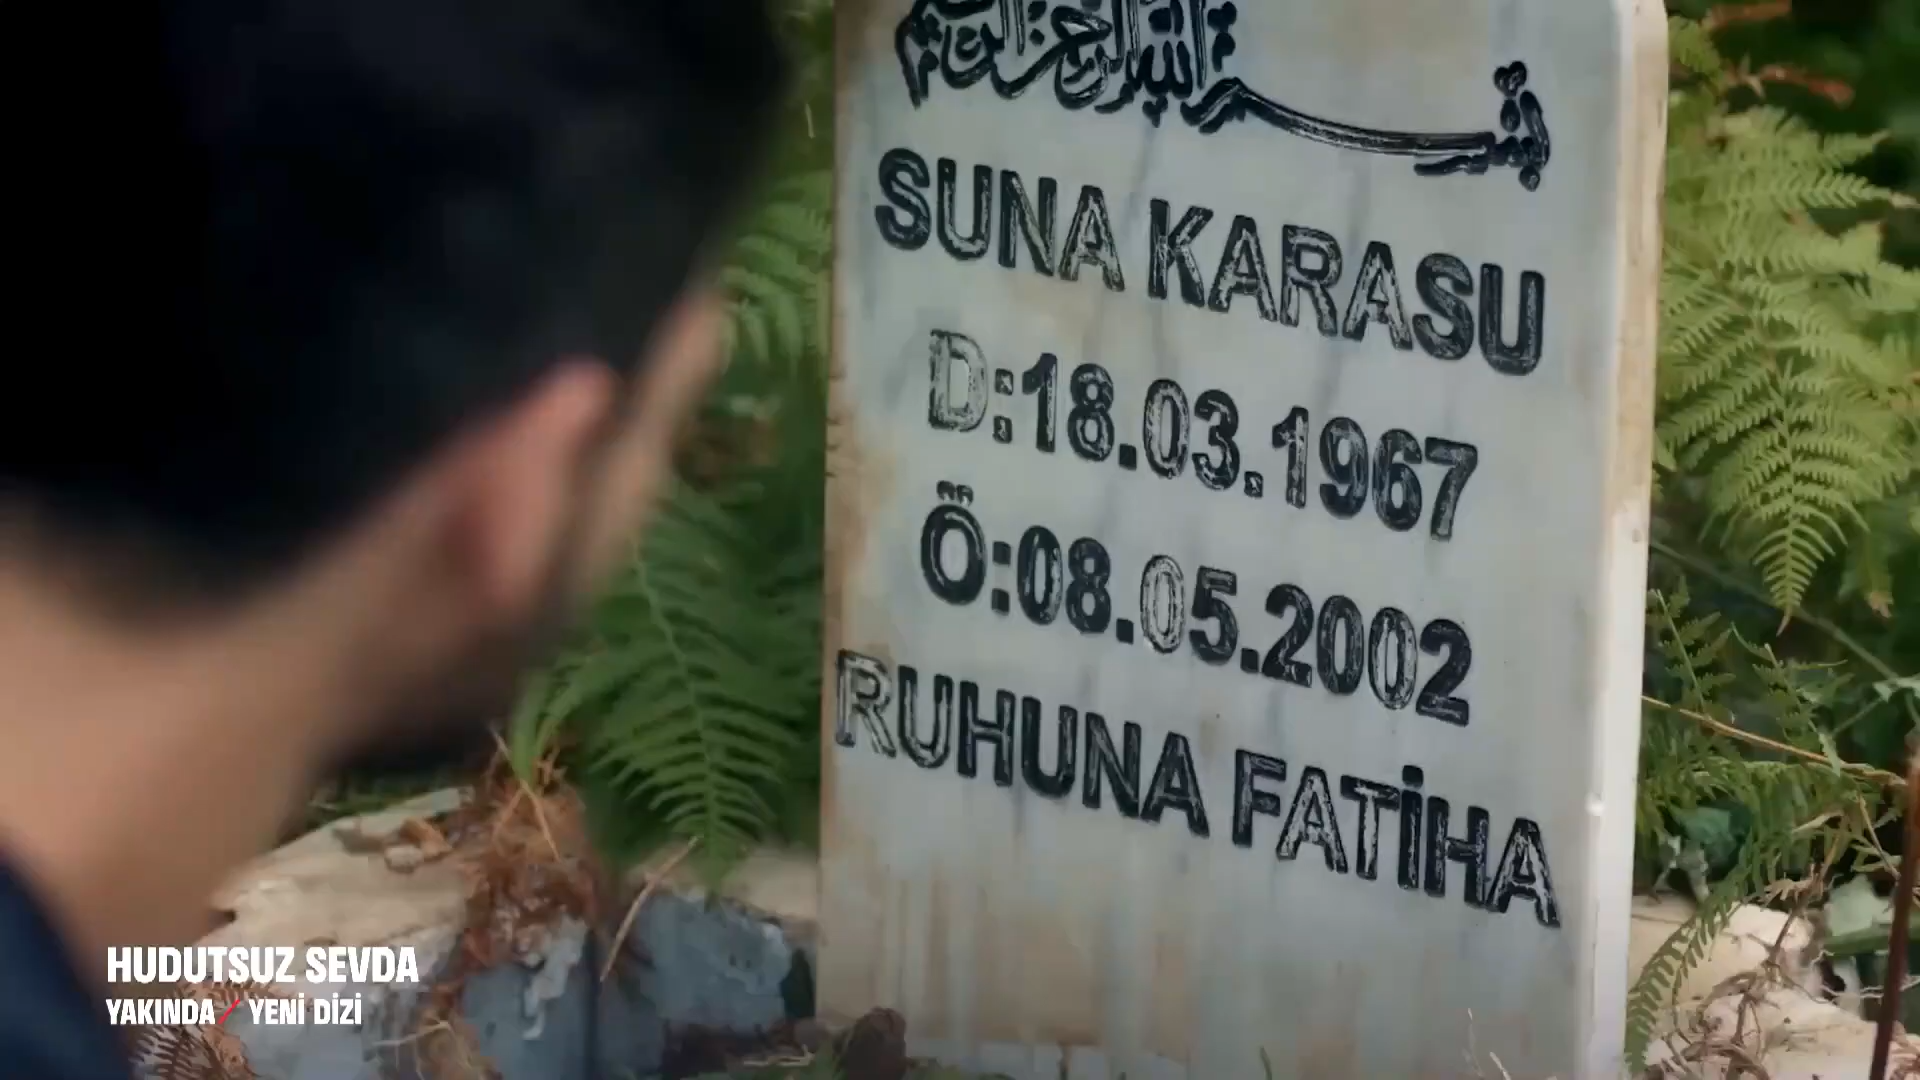 بسم الله الرحمن الرحيم
SUNA KARASU
D:18.03.1967
Ö:08.05.2002
RUHUNA FATİHA
HUDUTSUZ SEVDA
YAKINDA / YENİ DİZİ